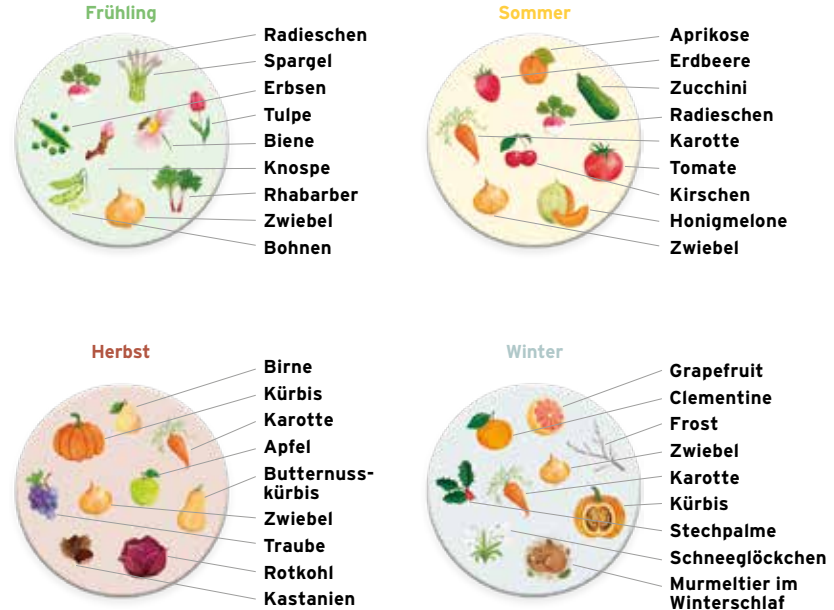 Frühling
Radieschen
Spargel
Erbsen
Tulpe
Biene
Knospe
Rhabarber
Zwiebel
Bohnen
Sommer
Aprikose
Erdbeere
Zucchini
Radieschen
Karotte
Tomate
Kirschen
Honigmelone
Zwiebel
Herbst
Birne
Kürbis
Karotte
Apfel
Butternuss-
kürbis
Zwiebel
Traube
Rotkohl
Kastanien
Winter
Grapefruit
Clementine
Frost
Zwiebel
Karotte
Kürbis
Stechpalme
Schneeglöckchen
Murmeltier im
Winterschlaf